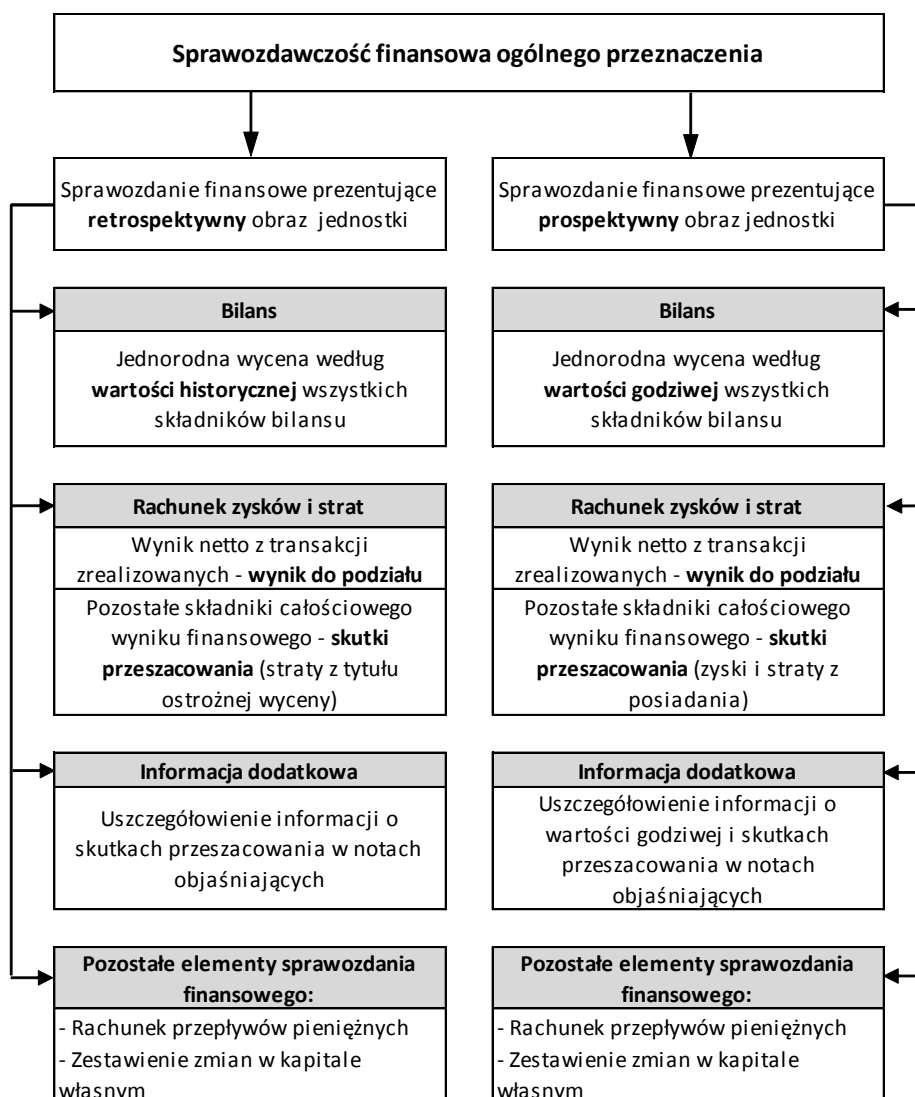 Sprawozdawczość finansowa ogólnego przeznaczenia
Sprawozdanie finansowe prezentujące
retrospektywny obraz jednostki
Bilans
Jednorodna wycena według
wartości historycznej wszystkich
składników bilansu
Rachunek zysków i strat
Wynik netto z transakcji
zrealizowanych - wynik do podziału
Pozostałe składniki całościowego
wyniku finansowego - skutki
przeszacowania (straty z tytułu
ostrożnej wyceny)
Informacja dodatkowa
Uszczegółowienie informacji o
skutkach przeszacowania w notach
objaśniających
Pozostałe elementy sprawozdania
finansowego:
- Rachunek przepływów pieniężnych
- Zestawienie zmian w kapitale
własnym
Sprawozdanie finansowe prezentujące
prospektywny obraz jednostki
Bilans
Jednorodna wycena według
wartości godziwej wszystkich
składników bilansu
Rachunek zysków i strat
Wynik netto z transakcji
zrealizowanych - wynik do podziału
Pozostałe składniki całościowego
wyniku finansowego - skutki
przeszacowania (zyski i straty z
posiadania)
Informacja dodatkowa
Uszczegółowienie informacji o
wartości godziwej i skutkach
przeszacowania w notach
objaśniających
Pozostałe elementy sprawozdania
finansowego:
- Rachunek przepływów pieniężnych
- Zestawienie zmian w kapitale
własnym